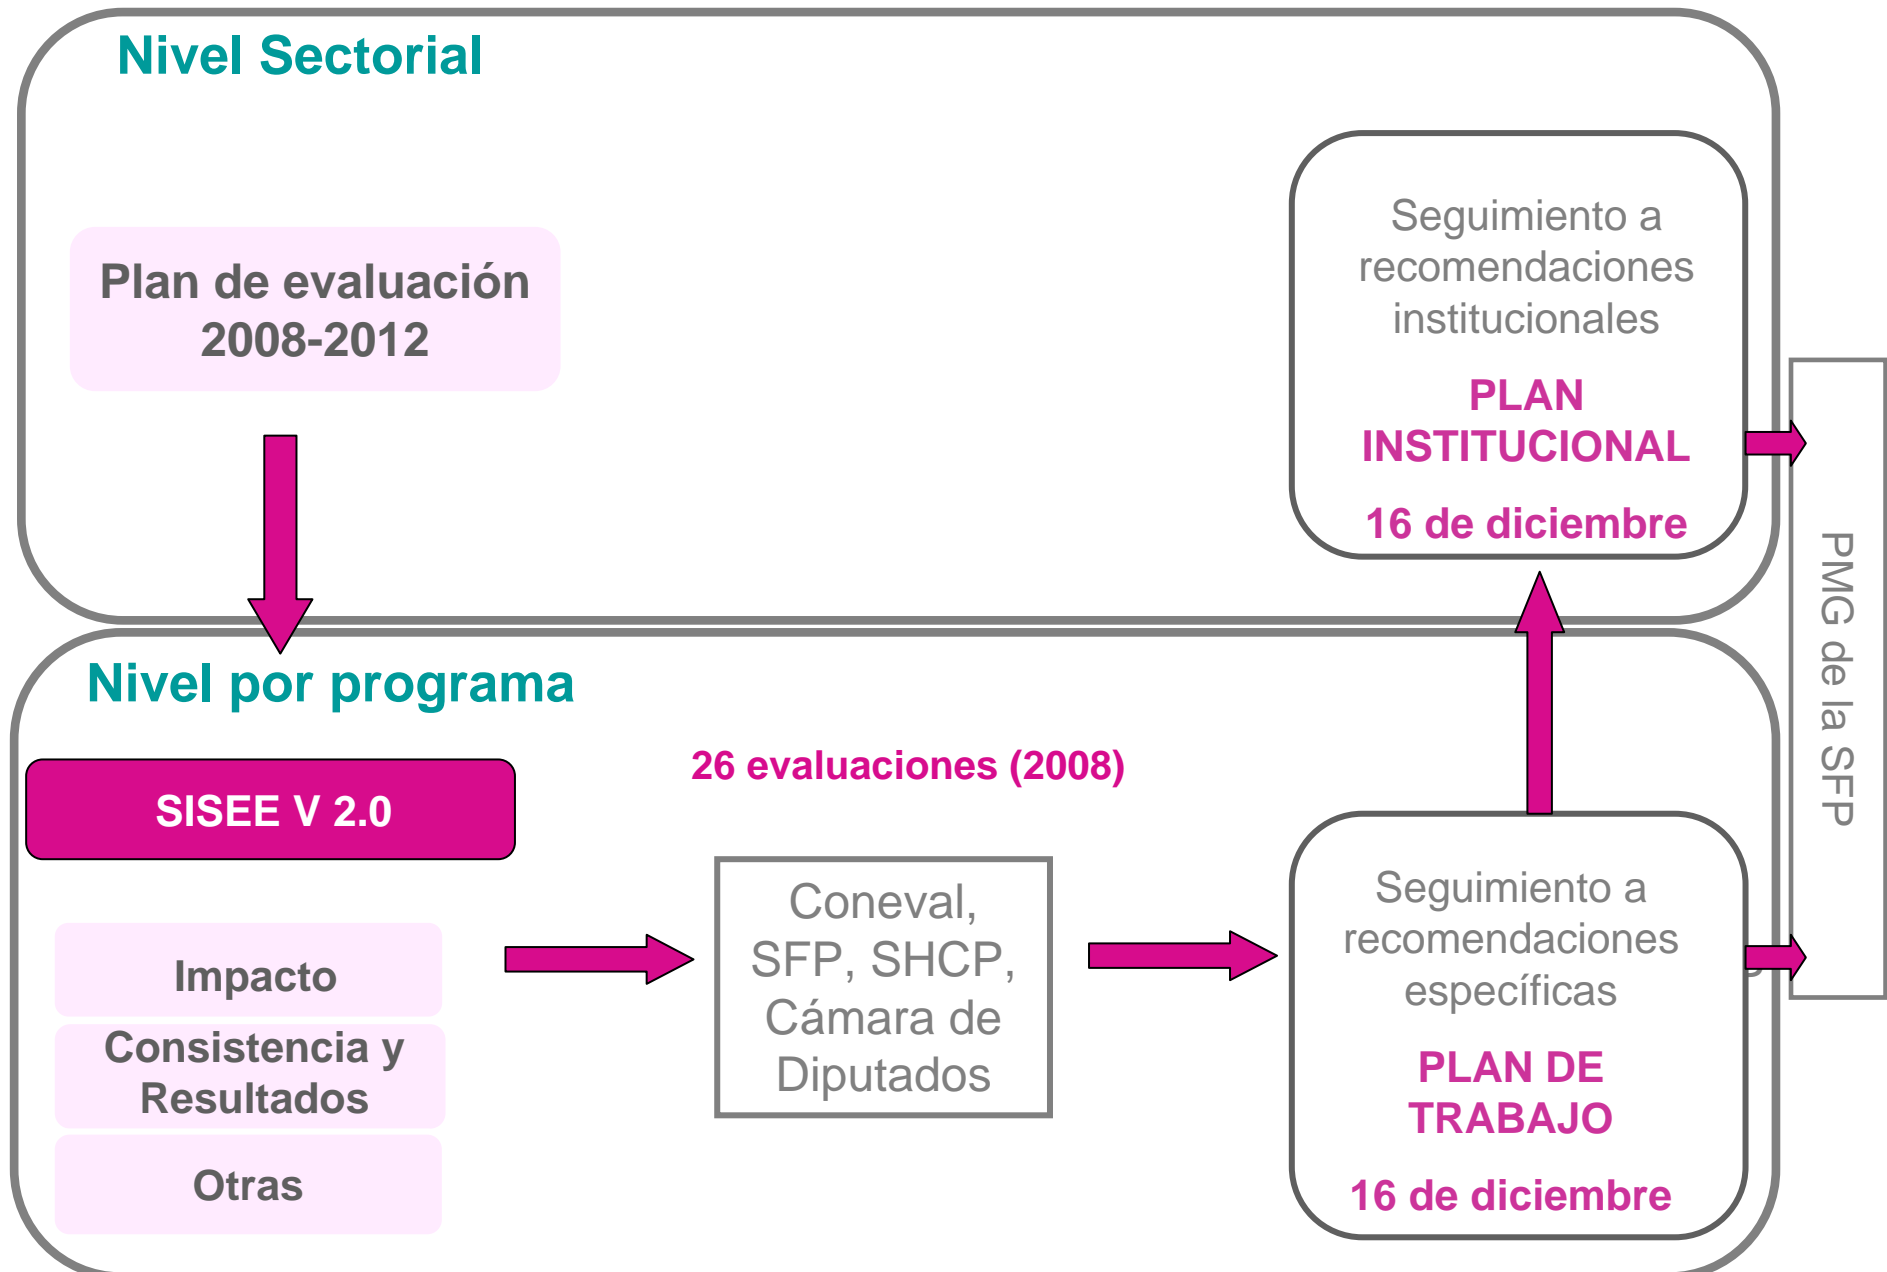 Nivel Sectorial
Plan de evaluación
2008-2012
Seguimiento a
recomendaciones
institucionales
PLAN
INSTITUCIONAL
16 de diciembre
PMG de la SFP
Nivel por programa
SISEE V 2.0
26 evaluaciones (2008)
Impacto
Consistencia y
Resultados
Otras
Coneval,
SFP, SHCP,
Cámara de
Diputados
Seguimiento a
recomendaciones
específicas
PLAN DE
TRABAJO
16 de diciembre